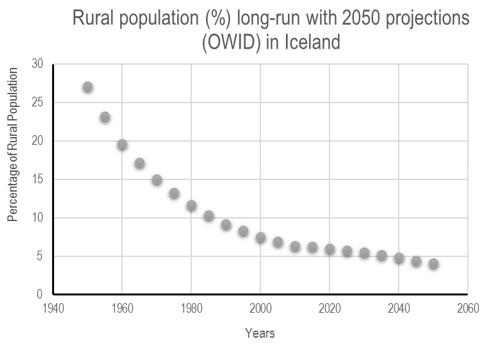 Rural population (%) long-run with 2050 projections
(OWID) in Iceland
Percentage of Rural Population
30
25
20
15
10
5
0
1940 1960 1980 2000 2020 2040 2060
Years